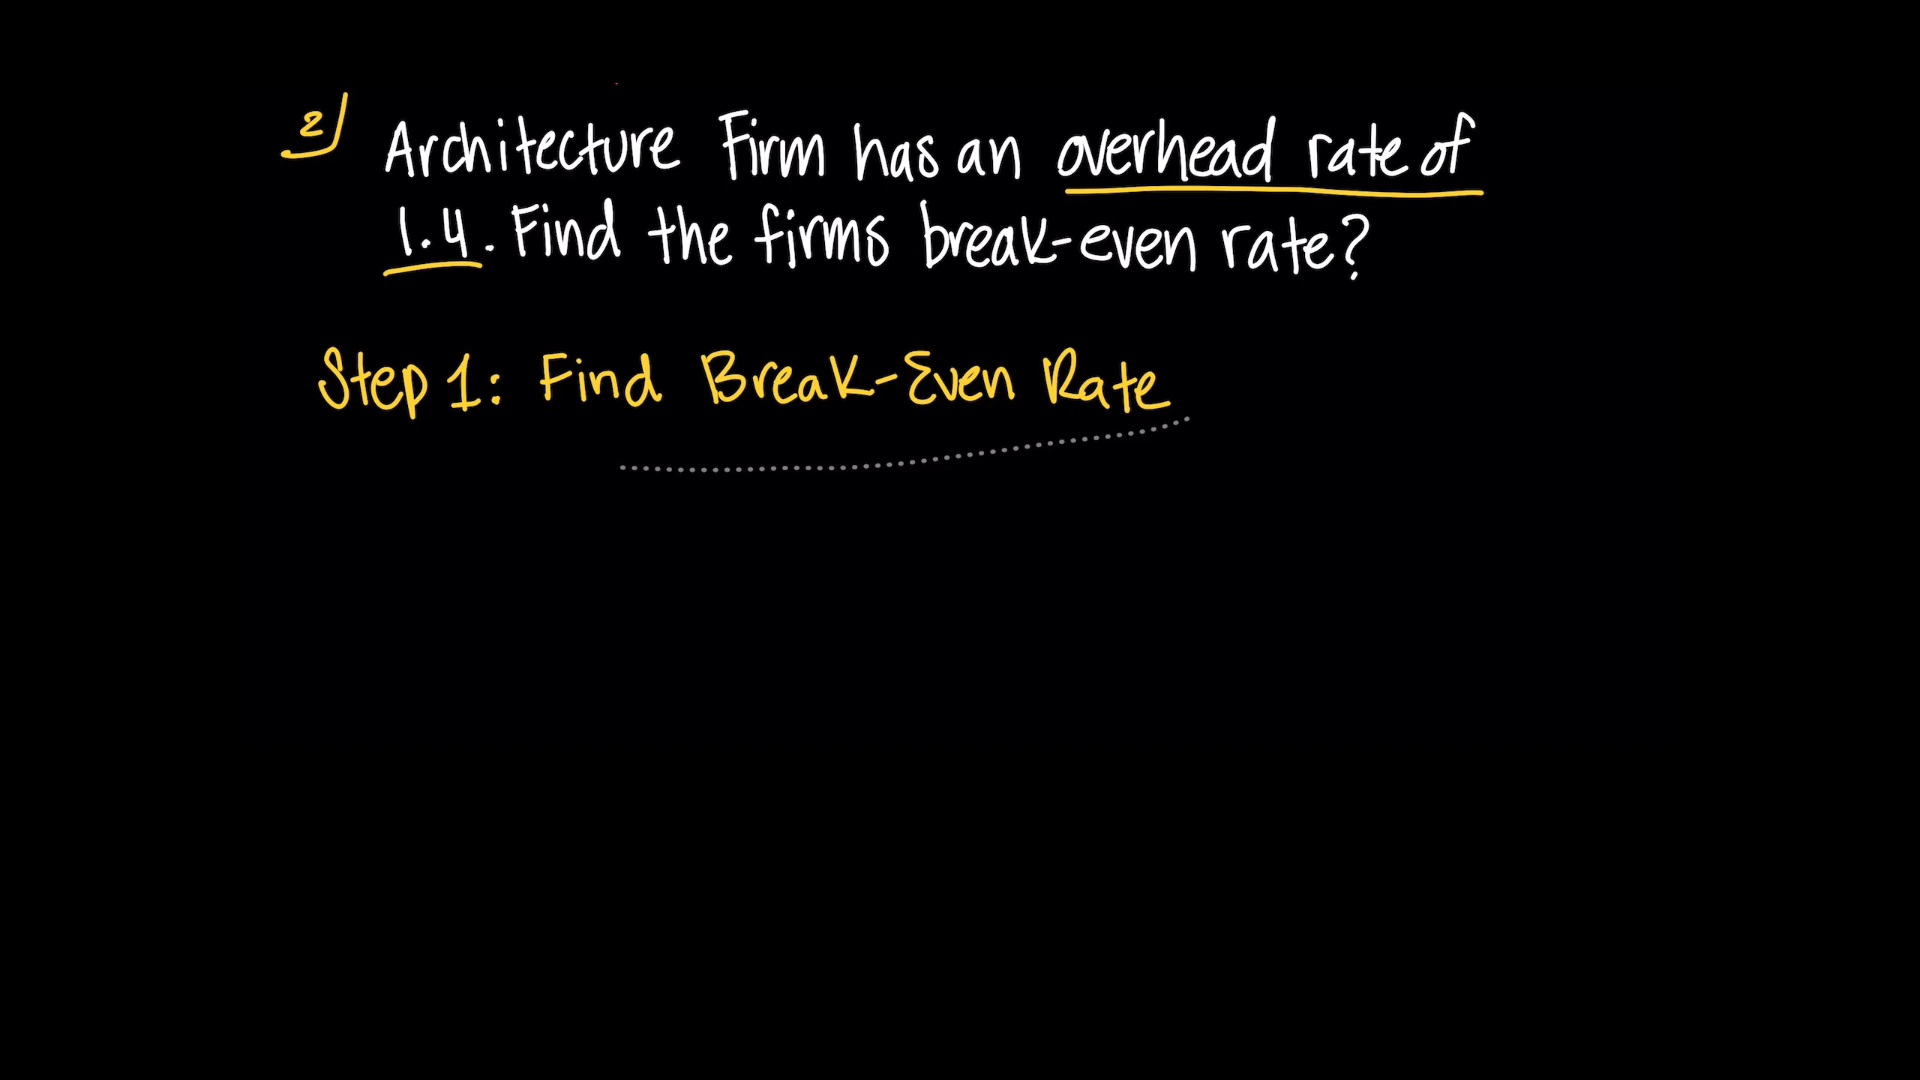 2
Architecture Firm has an overhead rate of
1.4. Find the firms break-even rate?
Step 1: Find Break-Even Rate